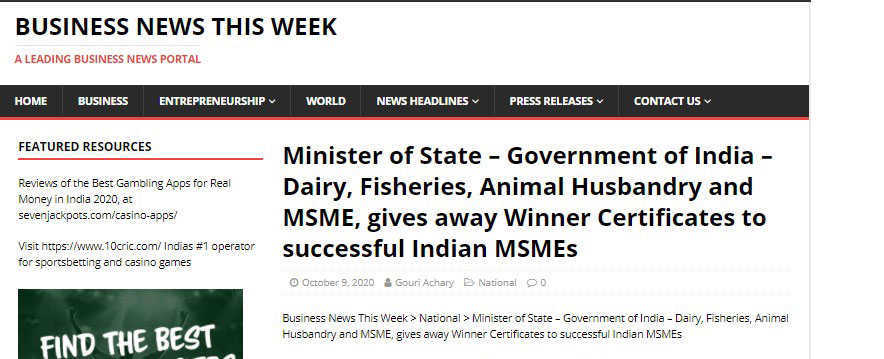 BUSINESS NEWS THIS WEEK
A LEADING BUSINESS NEWS PORTAL
HOME BUSINESS ENTREPRENEURSHIP WORLD NEWS HEADLINES PRESS RELEASES CONTACT US
FEATURED RESOURCES
Reviews of the Best Gambling Apps for Real
Money in India 2020, at
sevenjackpots.com/casino-apps/
Visit https://www.10cric.com/ Indias #1 operator
for sportsbetting and casino games
FIND THE BEST
Minister of State – Government of India –
Dairy, Fisheries, Animal Husbandry and
MSME, gives away Winner Certificates to
successful Indian MSMEs
October 9, 2020 Gouri Achary National 0
Business News This Week > National > Minister of State – Government of India – Dairy, Fisheries, Animal
Husbandry and MSME, gives away Winner Certificates to successful Indian MSMEs